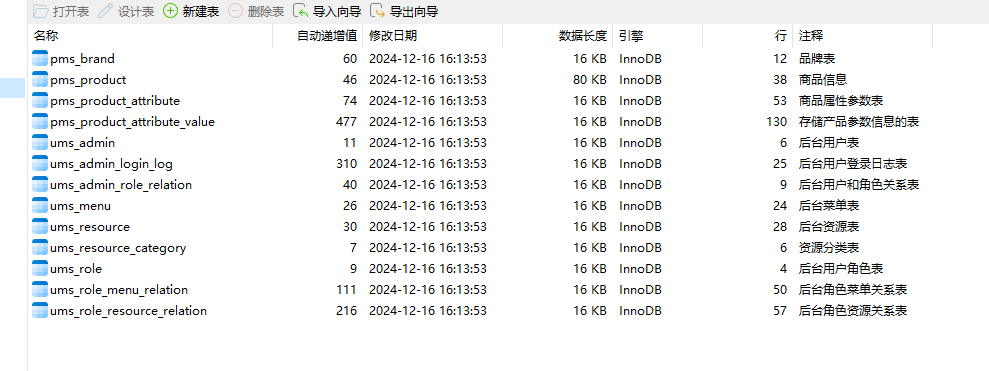 打开表 设计表 新建表 删除表 导入向导 导出向导
名称 自动递增值 修改日期 数据长度 引擎 行 注释
pms_brand 60 2024-12-16 16:13:53 16 KB InnoDB 12 品牌表
pms_product 46 2024-12-16 16:13:53 80 KB InnoDB 38 商品信息
pms_product_attribute 74 2024-12-16 16:13:53 16 KB InnoDB 53 商品属性参数表
pms_product_attribute_value 477 2024-12-16 16:13:53 16 KB InnoDB 130 存储产品参数信息的表
ums_admin 11 2024-12-16 16:13:53 16 KB InnoDB 6 后台用户表
ums_admin_login_log 310 2024-12-16 16:13:53 16 KB InnoDB 25 后台用户登录日志表
ums_admin_role_relation 40 2024-12-16 16:13:53 16 KB InnoDB 9 后台用户和角色关系表
ums_menu 26 2024-12-16 16:13:53 16 KB InnoDB 24 后台菜单表
ums_resource 30 2024-12-16 16:13:53 16 KB InnoDB 28 后台资源表
ums_resource_category 7 2024-12-16 16:13:53 16 KB InnoDB 6 资源分类表
ums_role 9 2024-12-16 16:13:53 16 KB InnoDB 4 后台用户角色表
ums_role_menu_relation 111 2024-12-16 16:13:53 16 KB InnoDB 50 后台角色菜单关系表
ums_role_resource_relation 216 2024-12-16 16:13:53 16 KB InnoDB 57 后台角色资源关系表